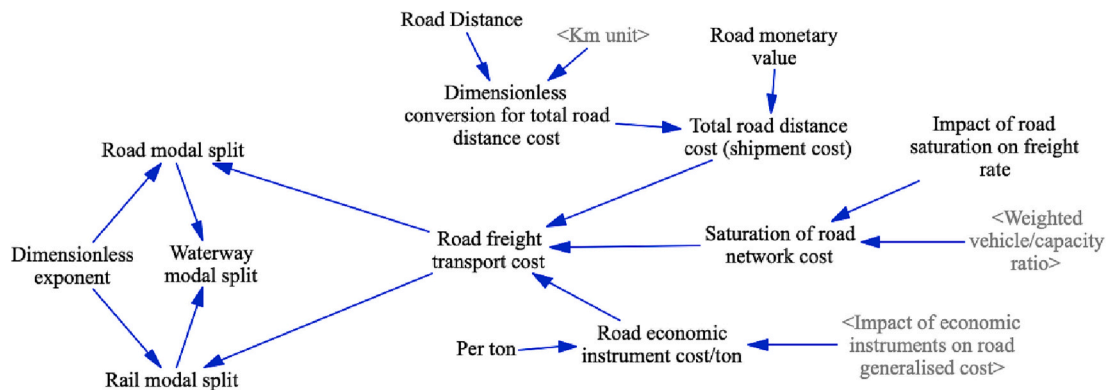 Road Distance
<Km unit>
Road monetary
value
Dimensionless
conversion for total road
distance cost
Total road distance
cost (shipment cost)
Impact of road
saturation on freight
rate
Road modal split
Dimensionless
exponent
Waterway
modal split
Road freight
transport cost
Saturation of road
network cost
<Weighted
vehicle/capacity
ratio>
Per ton
Road economic
instrument cost/ton
<Impact of economic
instruments on road
generalised cost>
Rail modal split